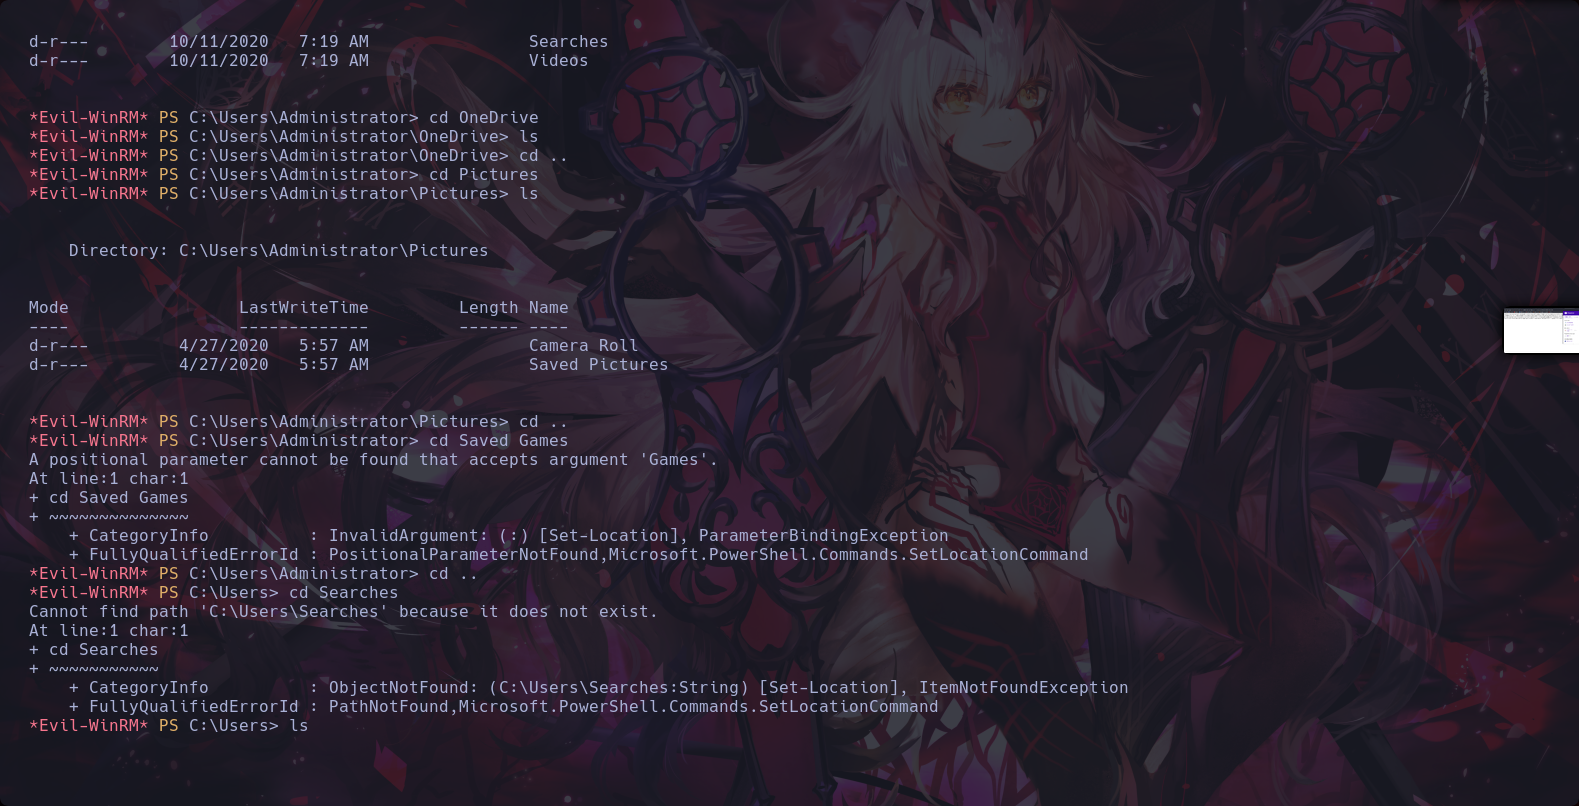 d-r---        10/11/2020   7:19 AM                Searches
d-r---        10/11/2020   7:19 AM                Videos
*Evil-WinRM* PS C:\Users\Administrator> cd OneDrive
*Evil-WinRM* PS C:\Users\Administrator\OneDrive> ls
*Evil-WinRM* PS C:\Users\Administrator\OneDrive> cd ..
*Evil-WinRM* PS C:\Users\Administrator> cd Pictures
*Evil-WinRM* PS C:\Users\Administrator\Pictures> ls
    Directory: C:\Users\Administrator\Pictures
Mode                 LastWriteTime         Length Name
----                 -------------         ------ ----
d-r---         4/27/2020   5:57 AM                Camera Roll
d-r---         4/27/2020   5:57 AM                Saved Pictures
*Evil-WinRM* PS C:\Users\Administrator\Pictures> cd ..
*Evil-WinRM* PS C:\Users\Administrator> cd Saved Games
A positional parameter cannot be found that accepts argument 'Games'.
At line:1 char:1
+ cd Saved Games
+ ~~~~~~~~~~~~~~
    + CategoryInfo          : InvalidArgument: (:) [Set-Location], ParameterBindingException
    + FullyQualifiedErrorId : PositionalParameterNotFound,Microsoft.PowerShell.Commands.SetLocationCommand
*Evil-WinRM* PS C:\Users\Administrator> cd ..
*Evil-WinRM* PS C:\Users> cd Searches
Cannot find path 'C:\Users\Searches' because it does not exist.
At line:1 char:1
+ cd Searches
+ ~~~~~~~~~~~
    + CategoryInfo          : ObjectNotFound: (C:\Users\Searches:String) [Set-Location], ItemNotFoundException
    + FullyQualifiedErrorId : PathNotFound,Microsoft.PowerShell.Commands.SetLocationCommand
*Evil-WinRM* PS C:\Users> ls